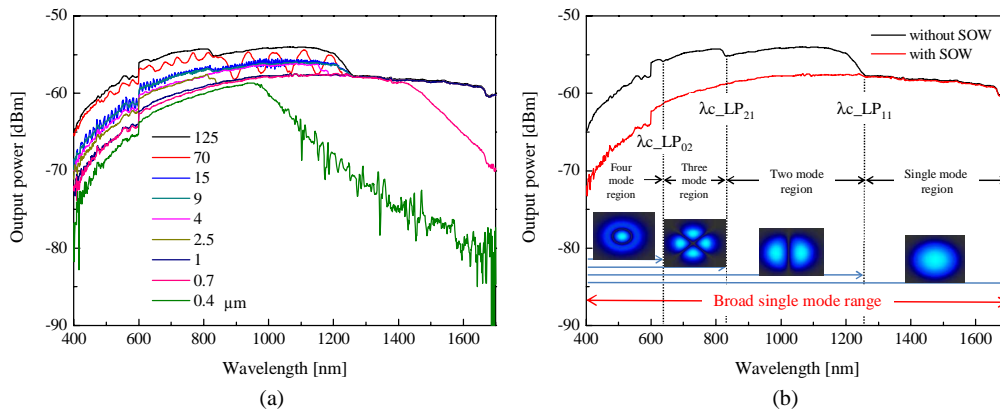 (a)
-50
-60
-70
-80
-90
Output power [dBm]
125
70
15
9
4
2.5
1
0.7
0.4 μm
400 600 800 1000 1200 1400 1600
Wavelength [nm]
(a)
(b)
-50
-60
-70
-80
-90
Output power [dBm]
without SOW
with SOW
λc_LP21
λc_LP11
λc_LP02
Four mode region
Three mode region
Two mode region
Single mode region
Broad single mode range
400 600 800 1000 1200 1400 1600
Wavelength [nm]
(b)